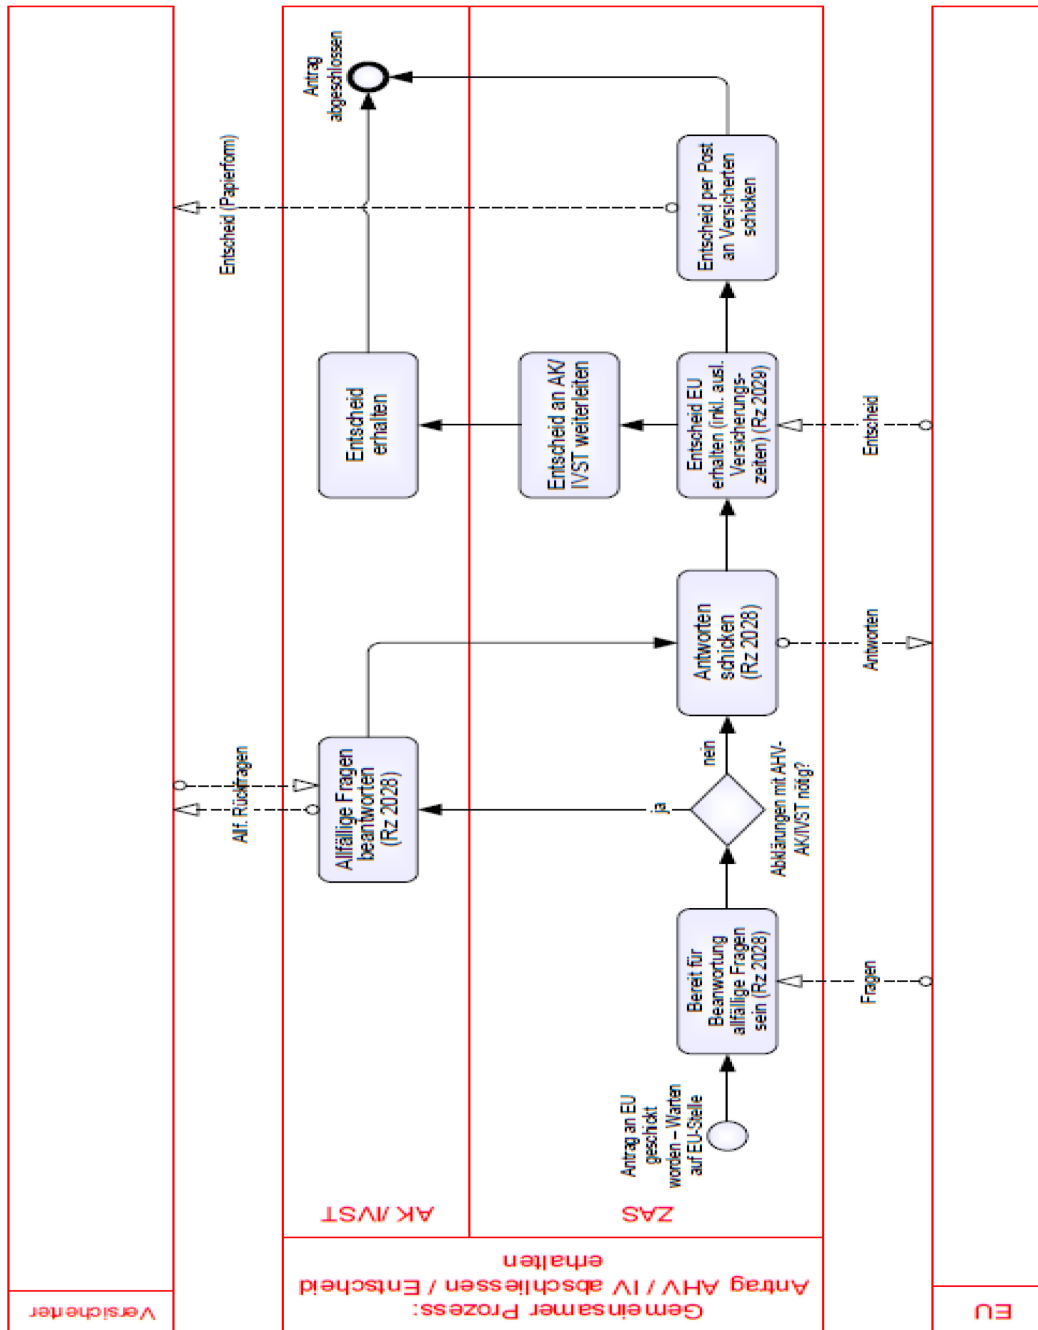 Versicherter
Gemeinsamer Prozess:
Antrag AHV / IV abschliessen / Entscheid
erhalten
AK /IVST
ZAS
EU
Antrag an EU
geschickt
worden – Warten
auf EU-Stelle
Bereit für
Beanwortung
allfällige Fragen
sein (Rz 2028)
Fragen
Abklärungen mit AHV-
AK/IVST nötig?
ja
nein
Allfällige Fragen
beantworten
(Rz 2028)
Allf. Rückfragen
Antworten
schicken
(Rz 2028)
Antworten
Entscheid EU
erhalten (inkl. ausl.
Versicherungs-
zeiten) (Rz 2029)
Entscheid
Entscheid an AK/
IVST weiterleiten
Entscheid
erhalten
Entscheid per Post
an Versicherten
schicken
Entscheid (Papierform)
Antrag
abgeschlossen